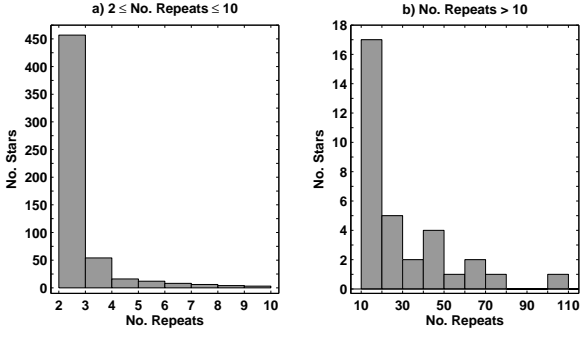 a) 2 ≤ No. Repeats ≤ 10
450
400
350
300
250
200
150
100
50
0
No. Stars
2 3 4 5 6 7 8 9 10
No. Repeats
b) No. Repeats > 10
18
16
14
12
10
8
6
4
2
0
No. Stars
10 30 50 70 90 110
No. Repeats